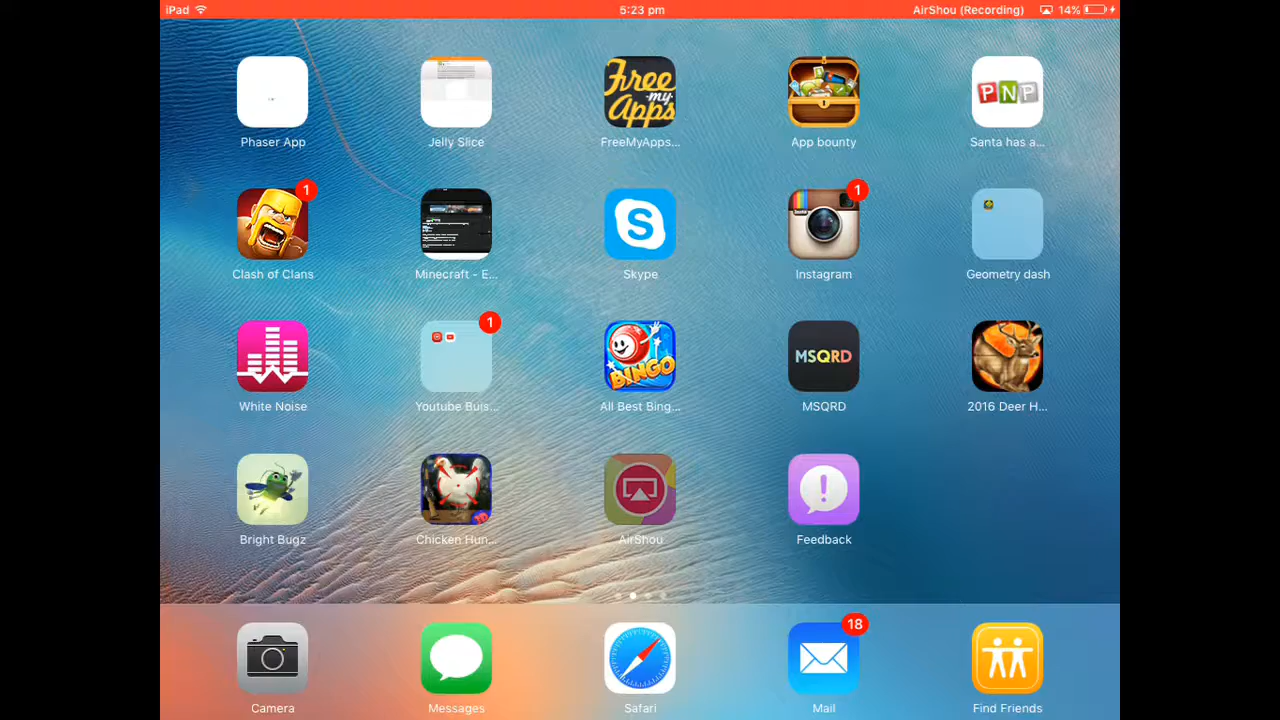 iPad 5:23 pm AirShou (Recording) 14%
Free my Apps PNP
Phaser App Jelly Slice FreeMyApps... App bounty Santa has a...
1 1
Clash of Clans Minecraft - E... Skype Instagram Geometry dash
1
BINGO MSQRD
White Noise Youtube Buis... All Best Bing... MSQRD 2016 Deer H...
3D
Bright Bugz Chicken Hun... AirShou Feedback
18
Camera Messages Safari Mail Find Friends